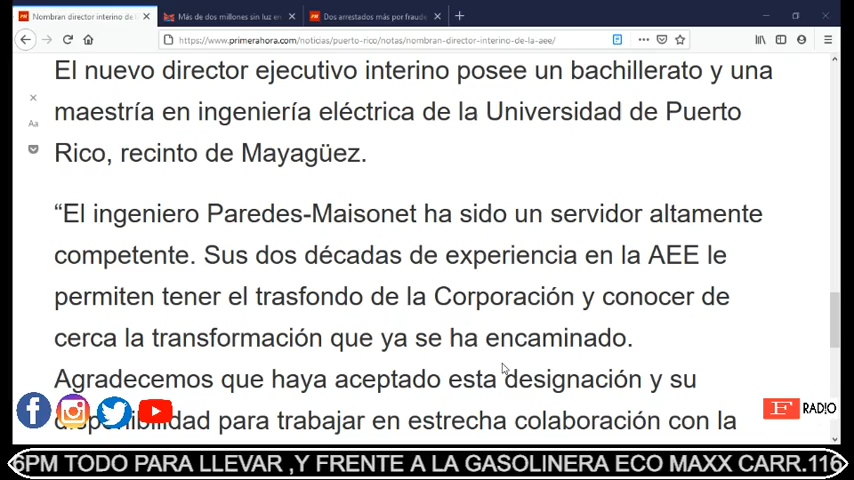 Nombran director interino de l
Más de dos millones sin luz en
Dos arrestados más por fraude
https://www.primerahora.com/noticias/puerto-rico/notas/nombran-director-interino-de-la-aee/
El nuevo director ejecutivo interino posee un bachillerato y una
maestría en ingeniería eléctrica de la Universidad de Puerto
Rico, recinto de Mayagüez.
“El ingeniero Paredes-Maisonet ha sido un servidor altamente
competente. Sus dos décadas de experiencia en la AEE le
permiten tener el trasfondo de la Corporación y conocer de
cerca la transformación que ya se ha encaminado.
Agradecemos que haya aceptado esta designación y su
disponibilidad para trabajar en estrecha colaboración con la
Aa
F RADIO
6PM TODO PARA LLEVAR ,Y FRENTE A LA GASOLINERA ECO MAXX CARR.116